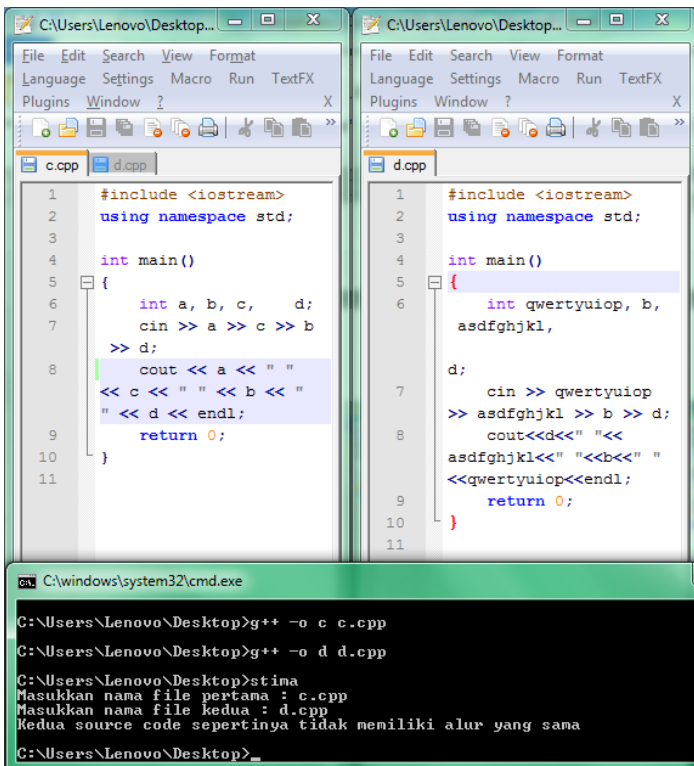 C:\Users\Lenovo\Desktop...
File Edit Search View Format
Language Settings Macro Run TextFX
Plugins Window ? X
c.cpp d.cpp
1 #include <iostream>
2 using namespace std;
3
4 int main()
5 {
6 int a, b, c,    d;
7 cin >> a >> c >> b
>> d;
8 cout << a << " "
<< c << " " << b << "
" << d << endl;
9 return 0;
10 }
11
C:\Users\Lenovo\Desktop...
File Edit Search View Format
Language Settings Macro Run TextFX
Plugins Window ? X
d.cpp
1 #include <iostream>
2 using namespace std;
3
4 int main()
5 {
6 int qwertyuiop, b,
asdfghjkl,
d;
7 cin >> qwertyuiop
>> asdfghjkl >> b >> d;
8 cout<<d<<" "<<
asdfghjkl<<" "<<b<<" "
<<qwertyuiop<<endl;
9 return 0;
10 }
11
C:\windows\system32\cmd.exe
C:\Users\Lenovo\Desktop>g++ -o c c.cpp
C:\Users\Lenovo\Desktop>g++ -o d d.cpp
C:\Users\Lenovo\Desktop>stima
Masukkan nama file pertama : c.cpp
Masukkan nama file kedua : d.cpp
Kedua source code sepertinya tidak memiliki alur yang sama
C:\Users\Lenovo\Desktop>_